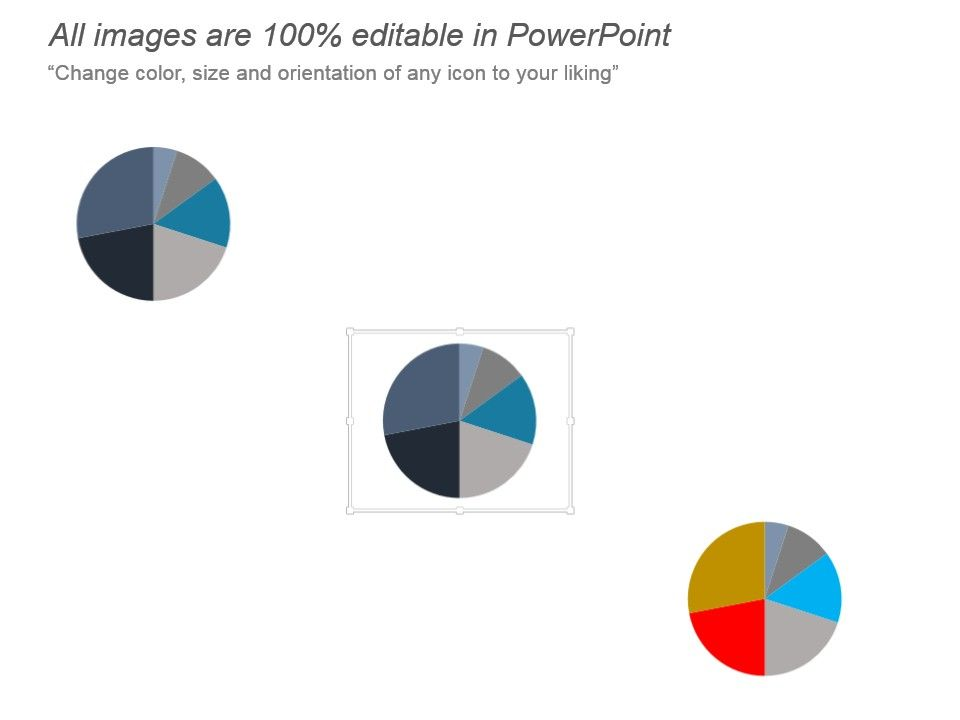 All images are 100% editable in PowerPoint
“Change color, size and orientation of any icon to your liking”